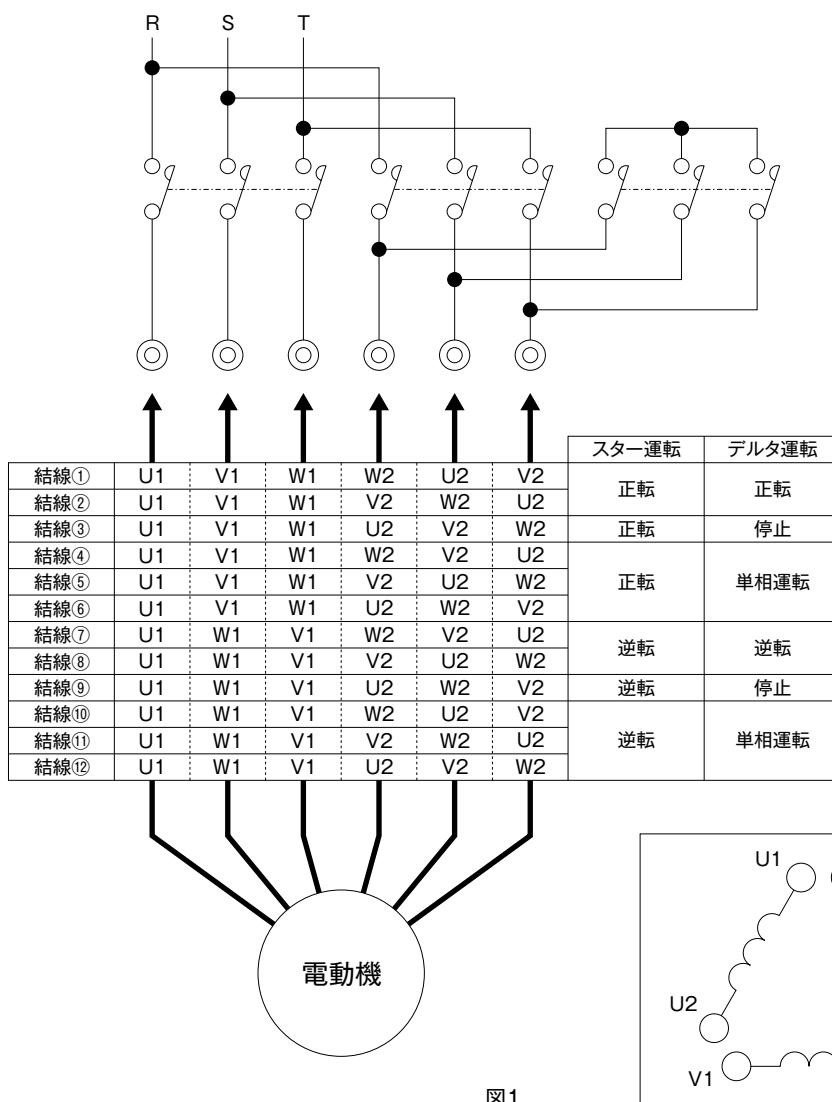 R S T
スター運転 デルタ運転
結線① U1 V1 W1 W2 U2 V2 正転 正転
結線② U1 V1 W1 V2 W2 U2
結線③ U1 V1 W1 U2 V2 W2 正転 停止
結線④ U1 V1 W1 W2 V2 U2 正転 単相運転
結線⑤ U1 V1 W1 V2 U2 W2
結線⑥ U1 V1 W1 U2 W2 V2
結線⑦ U1 W1 V1 W2 V2 U2 逆転 逆転
結線⑧ U1 W1 V1 V2 U2 W2
結線⑨ U1 W1 V1 U2 W2 V2 逆転 停止
結線⑩ U1 W1 V1 W2 U2 V2 逆転 単相運転
結線⑪ U1 W1 V1 V2 W2 U2
結線⑫ U1 W1 V1 U2 V2 W2
U1
電動機
U2
V1
図1